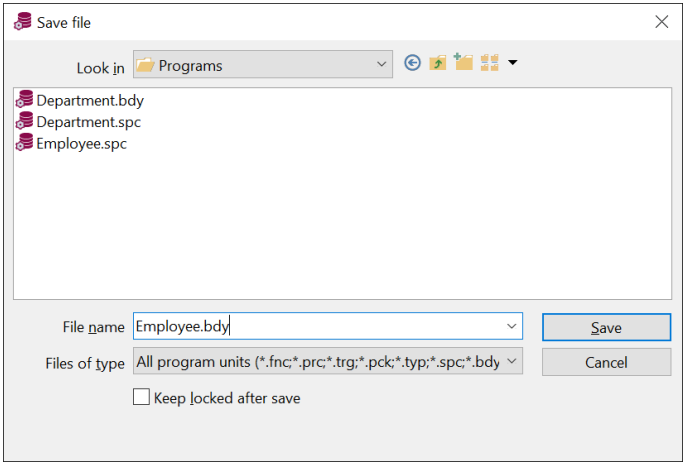 Save file
Look in Programs
Department.bdy
Department.spc
Employee.spc
File name Employee.bdy Save
Files of type All program units (*.fnc;*.prc;*.trg;*.pck;*.typ;*.spc;*.bdy Cancel
Keep locked after save